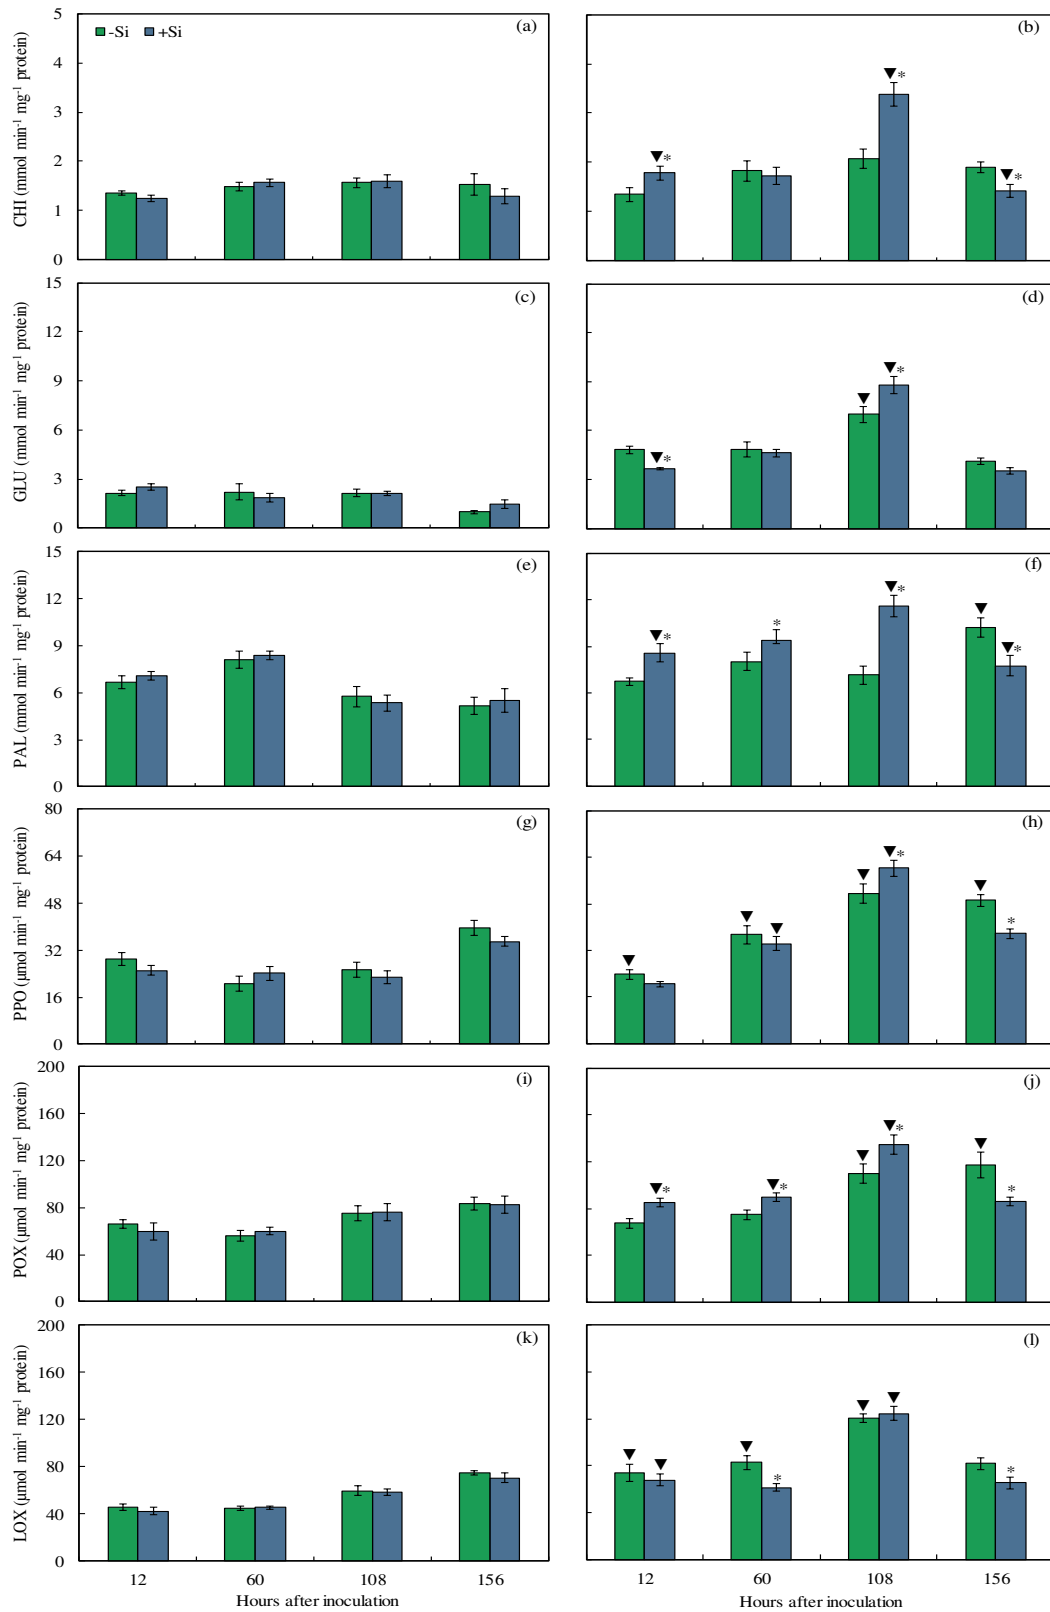 -Si +Si
(a)
(b)
CHI (mmol min-1 mg-1 protein)
5
4
3
2
1
0
▼*
▼*
▼*
(c)
(d)
GLU (mmol min-1 mg-1 protein)
15
12
9
6
3
0
▼*
▼
▼*
(e)
(f)
PAL (mmol min-1 mg-1 protein)
15
12
9
6
3
0
▼*
*
▼*
▼
▼*
(g)
(h)
PPO (µmol min-1 mg-1 protein)
80
64
48
32
16
0
▼
▼
▼
▼
▼*
▼
*
(i)
(j)
POX (µmol min-1 mg-1 protein)
200
160
120
80
40
0
▼*
▼*
▼
▼*
▼
*
(k)
(l)
LOX (µmol min-1 mg-1 protein)
200
160
120
80
40
0
▼
▼
▼
*
▼
▼
*
12 60 108 156
12 60 108 156
Hours after inoculation
Hours after inoculation